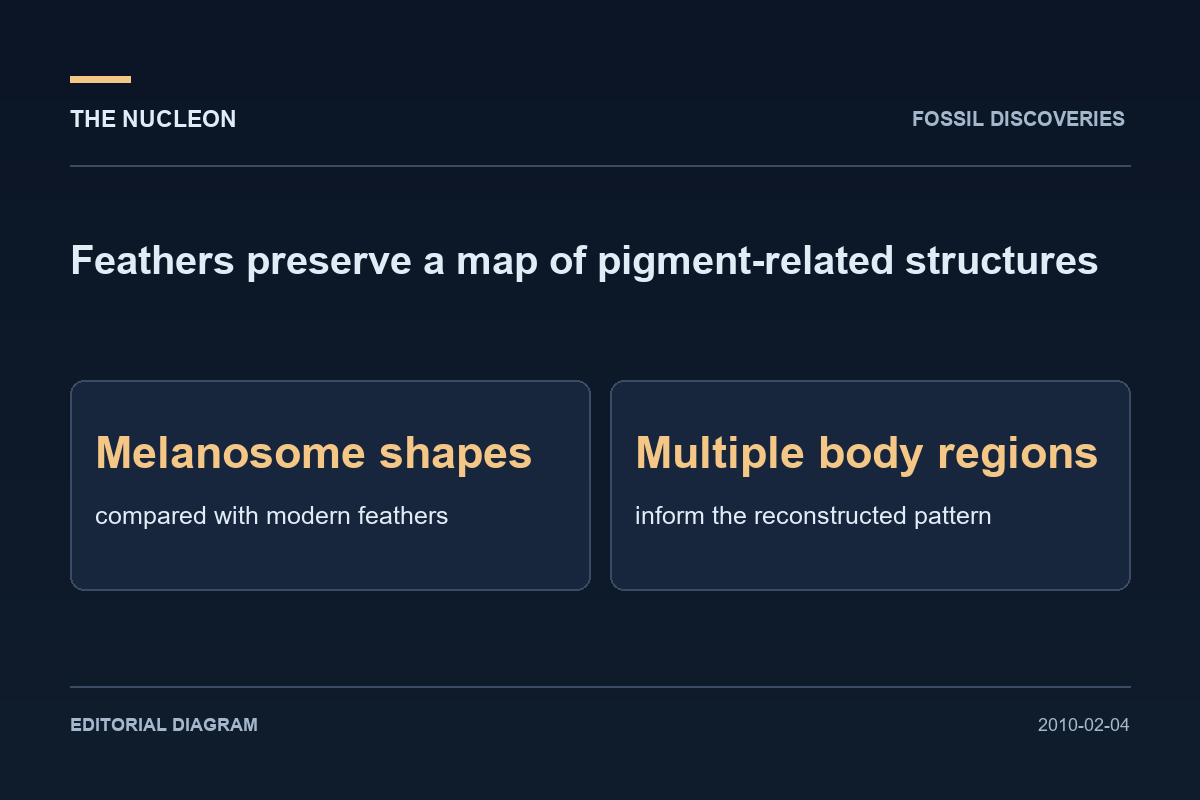 THE NUCLEON
FOSSIL DISCOVERIES
Feathers preserve a map of pigment-related structures
Melanosome shapes
compared with modern feathers
Multiple body regions
inform the reconstructed pattern
EDITORIAL DIAGRAM
2010-02-04